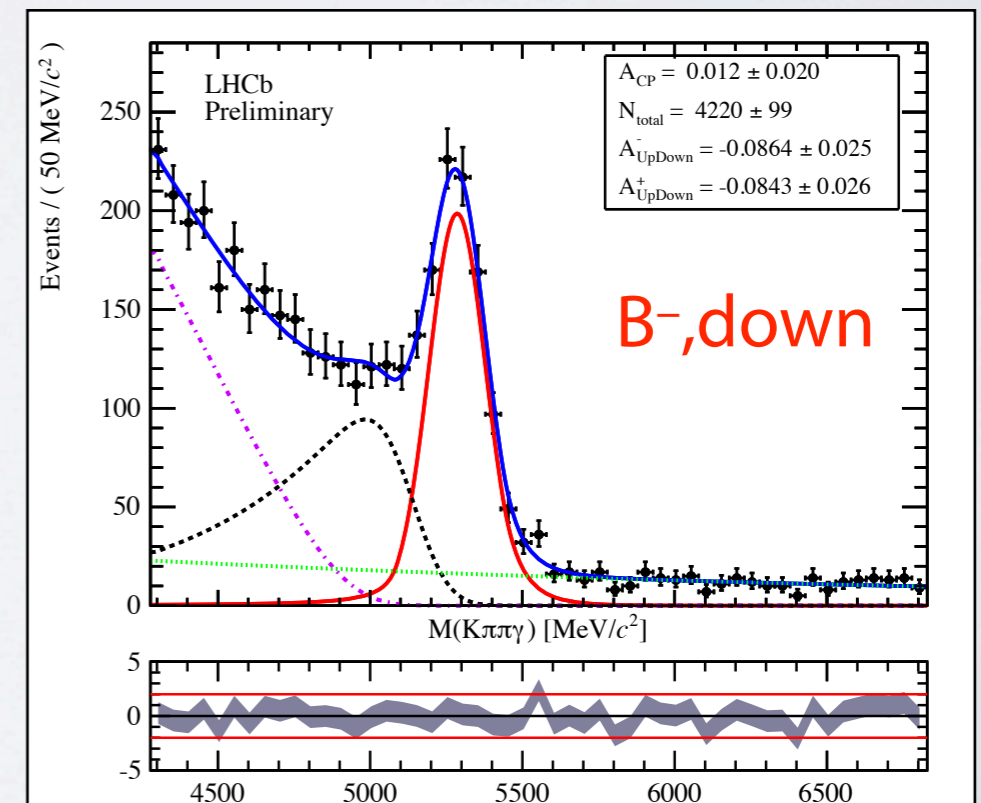 LHCb
Preliminary
A_CP = 0.012 ± 0.020
N_total = 4220 ± 99
A^-_UpDown = -0.0864 ± 0.025
A^+_UpDown = -0.0843 ± 0.026
B⁻,down
Events / ( 50 MeV/c² )
250
200
150
100
50
0
M(Kππγ) [MeV/c²]
5
0
-5
4500 5000 5500 6000 6500